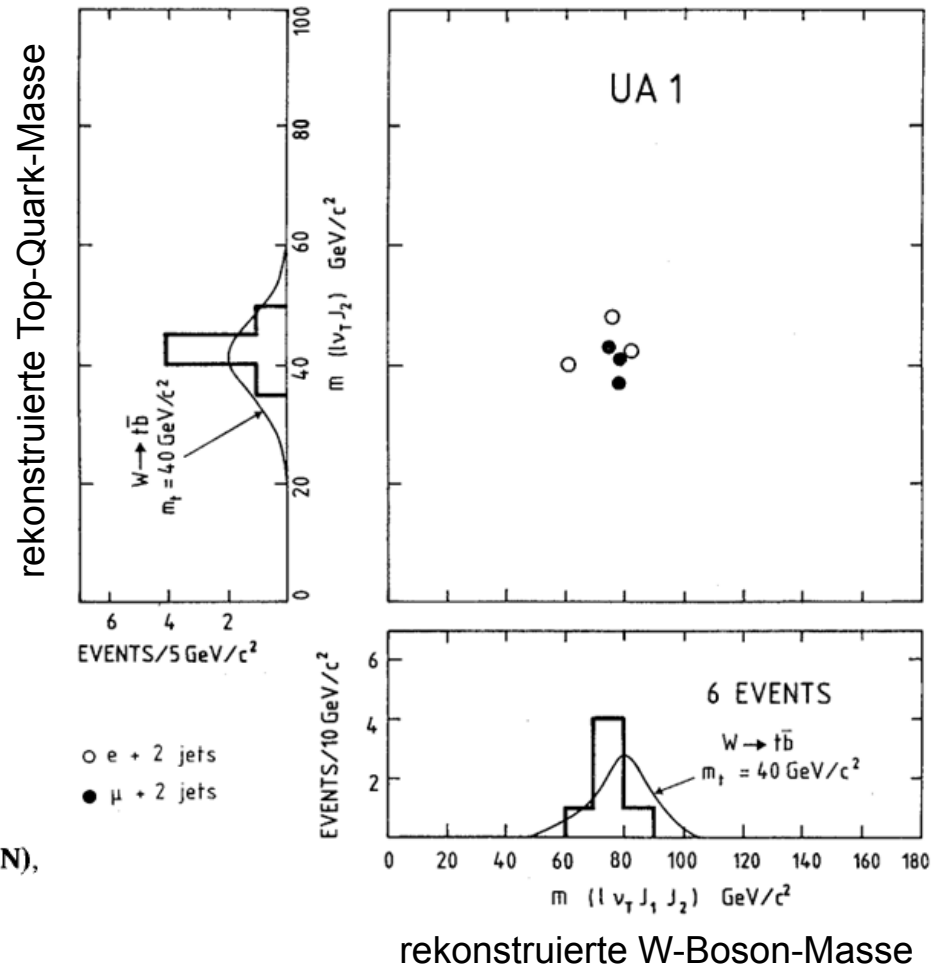 rekonstruierte Top-Quark-Masse
100
80
60
40
20
0
m (lν_T J₂) GeV/c²
W → tb̄
m_t = 40 GeV/c²
6 4 2
EVENTS/5 GeV/c²
UA 1
○ e + 2 jets
● μ + 2 jets
N),
EVENTS/10 GeV/c²
6
4
2
6 EVENTS
W → tb̄
m_t = 40 GeV/c²
0 20 40 60 80 100 120 140 160 180
m (l ν_T J₁ J₂) GeV/c²
rekonstruierte W-Boson-Masse